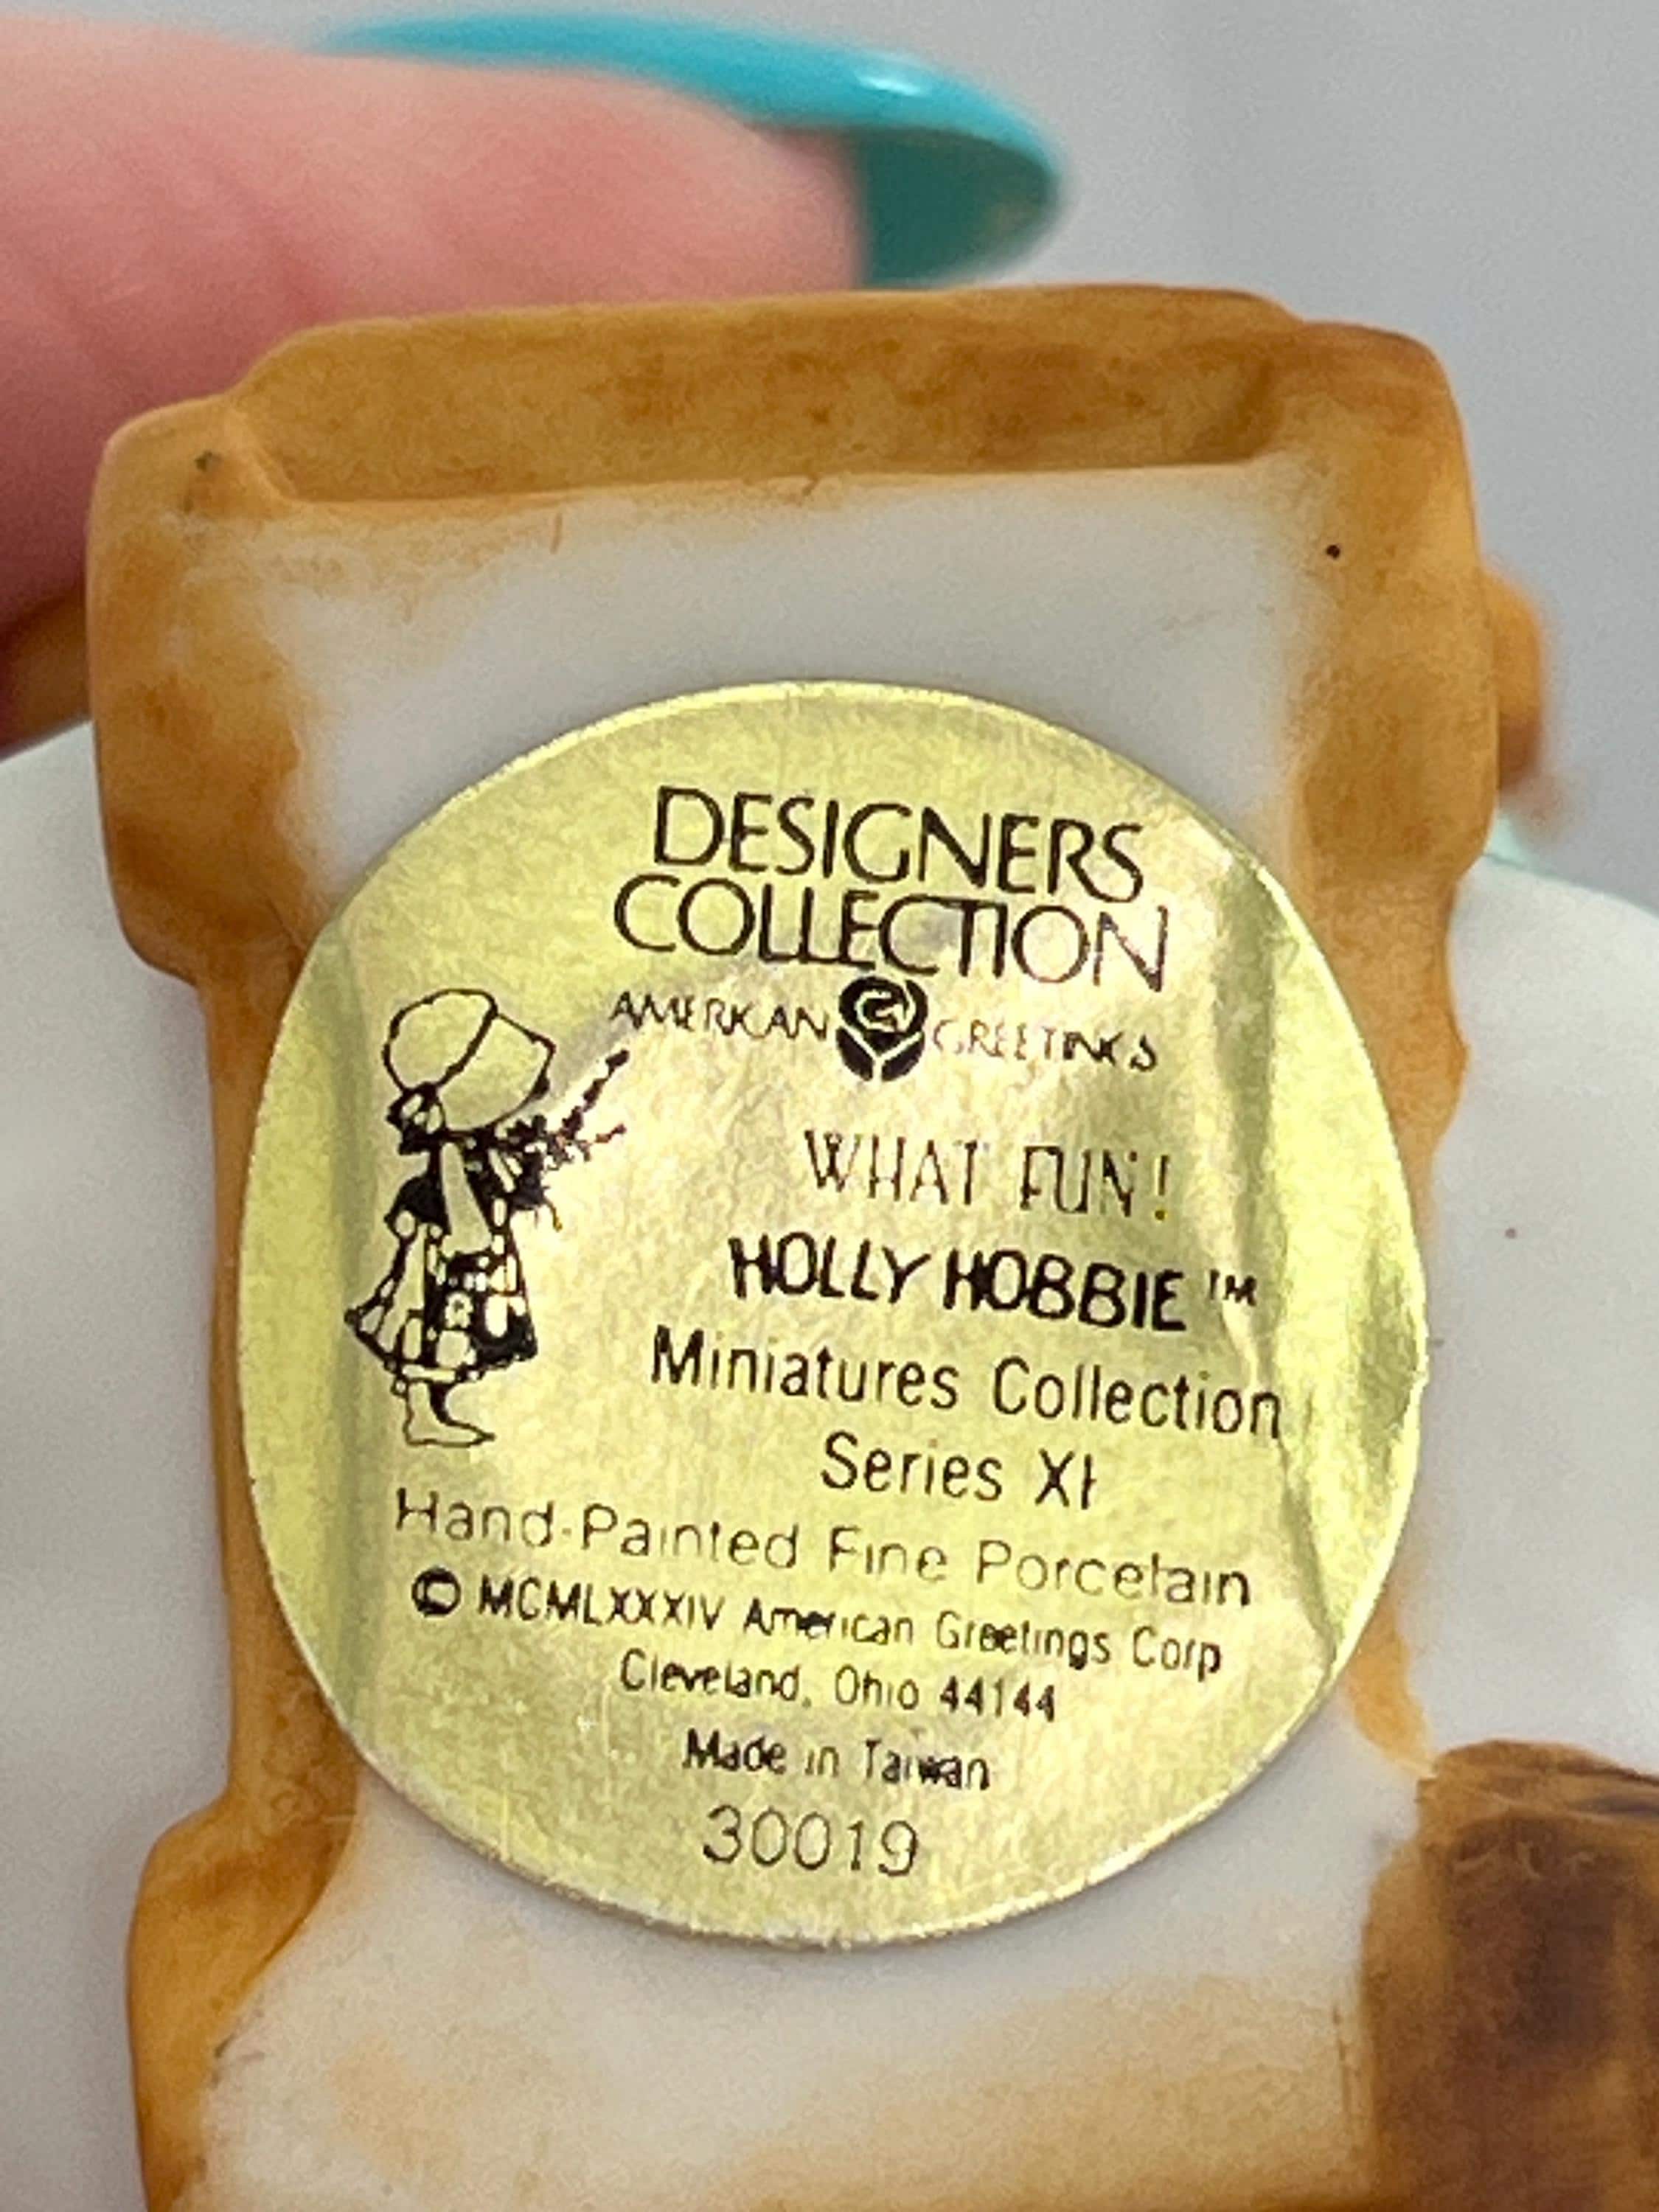 DESIGNERS
COLLECTION
AMERICAN GREETINGS
WHAT FUN!
HOLLY HOBBIE™
Miniatures Collection
Series XI
Hand-Painted Fine Porcelain
© MCMLXXXIV American Greetings Corp
Cleveland, Ohio 44144
Made in Taiwan
30019